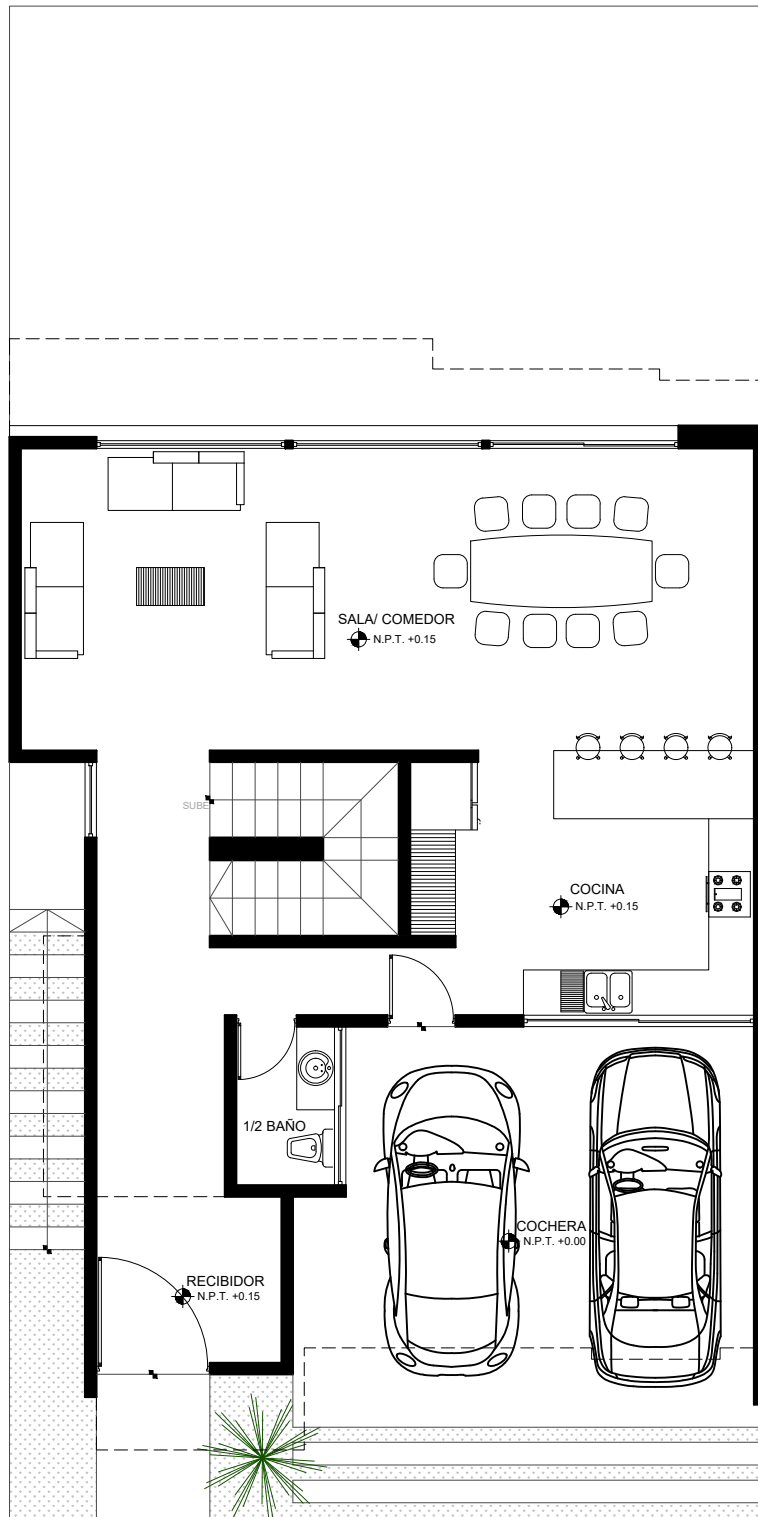 SALA/ COMEDOR
N.P.T. +0.15
SUBE
COCINA
N.P.T. +0.15
1/2 BAÑO
COCHERA
N.P.T. +0.00
RECIBIDOR
N.P.T. +0.15